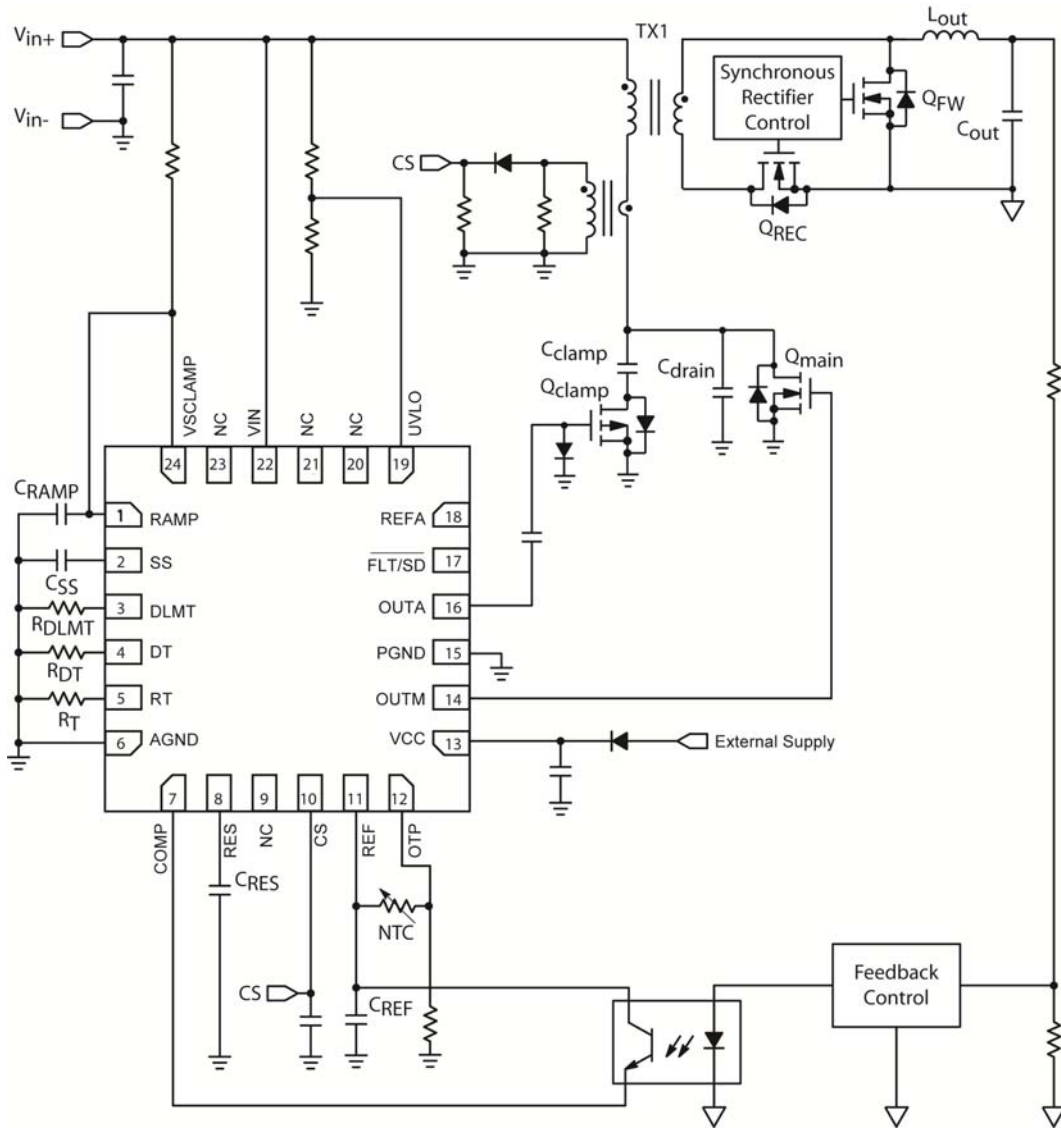 Vin+
TX1
Lout
Vin-
Synchronous
Rectifier
Control
QFW
Cout
CS
QREC
Cclamp
Qclamp
Cdrain
Qmain
VSCLAMP
NC
VIN
NC
NC
UVLO
24
23
22
21
20
19
CRAMP
1
RAMP
REFA
18
2
SS
FLT/SD
17
CSS
3
DLMT
OUTA
16
RDLMT
4
DT
PGND
15
RDT
5
RT
OUTM
14
RT
6
AGND
VCC
13
External Supply
7
8
9
10
11
12
COMP
RES
NC
CS
REF
OTP
CRES
NTC
CS
CREF
Feedback
Control